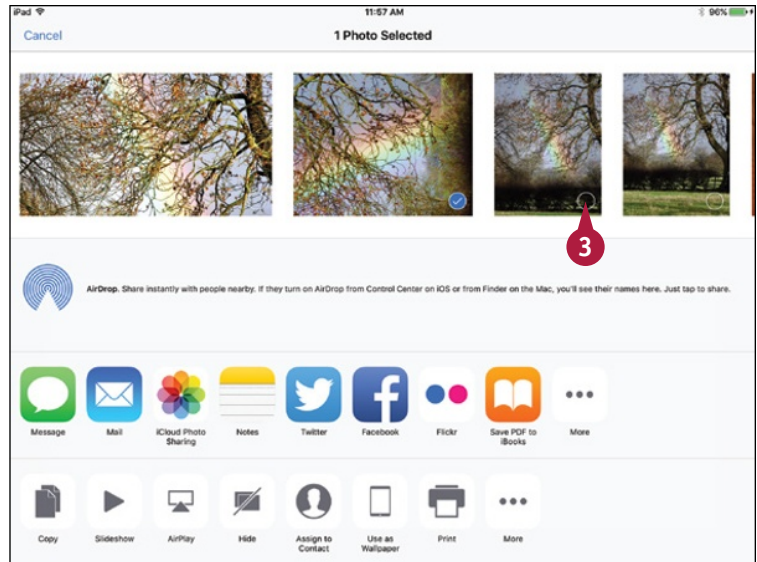 iPad 11:57 AM 96%
Cancel 1 Photo Selected
3
AirDrop. Share instantly with people nearby. If they turn on AirDrop from Control Center on iOS or from Finder on the Mac, you'll see their names here. Just tap to share.
Message Mail iCloud Photo Sharing Notes Twitter Facebook Flickr Save PDF to iBooks More
Copy Slideshow AirPlay Hide Assign to Contact Use as Wallpaper Print More